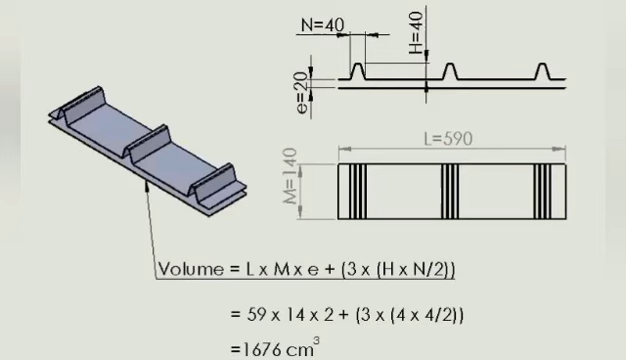 N=40
H=40
e=20
L=590
M=140
Volume = L x M x e + (3 x (H x N/2))
= 59 x 14 x 2 + (3 x (4 x 4/2))
=1676 cm³